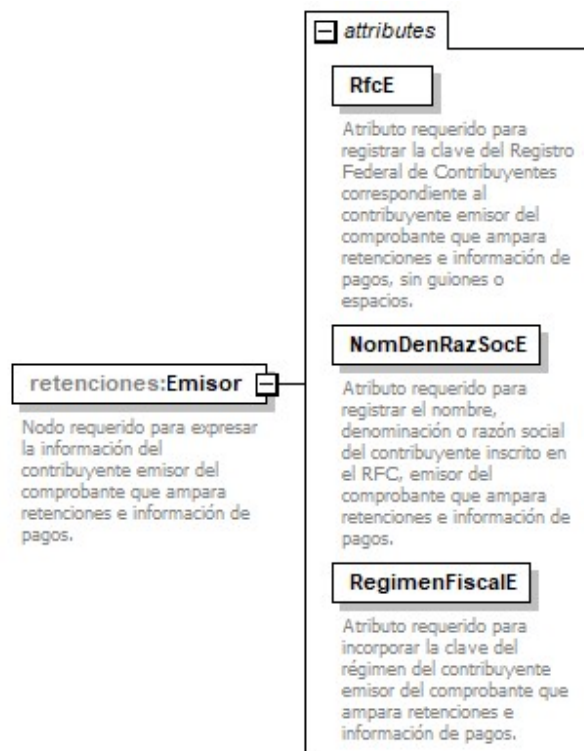 attributes
RfcE
Atributo requerido para
registrar la clave del Registro
Federal de Contribuyentes
correspondiente al
contribuyente emisor del
comprobante que ampara
retenciones e información de
pagos, sin guiones o
espacios.
NomDenRazSocE
Atributo requerido para
registrar el nombre,
denominación o razón social
del contribuyente inscrito en
el RFC, emisor del
comprobante que ampara
retenciones e información de
pagos.
retenciones:Emisor
Nodo requerido para expresar
la información del
contribuyente emisor del
comprobante que ampara
retenciones e información de
pagos.
RegimenFiscalE
Atributo requerido para
incorporar la clave del
régimen del contribuyente
emisor del comprobante que
ampara retenciones e
información de pagos.